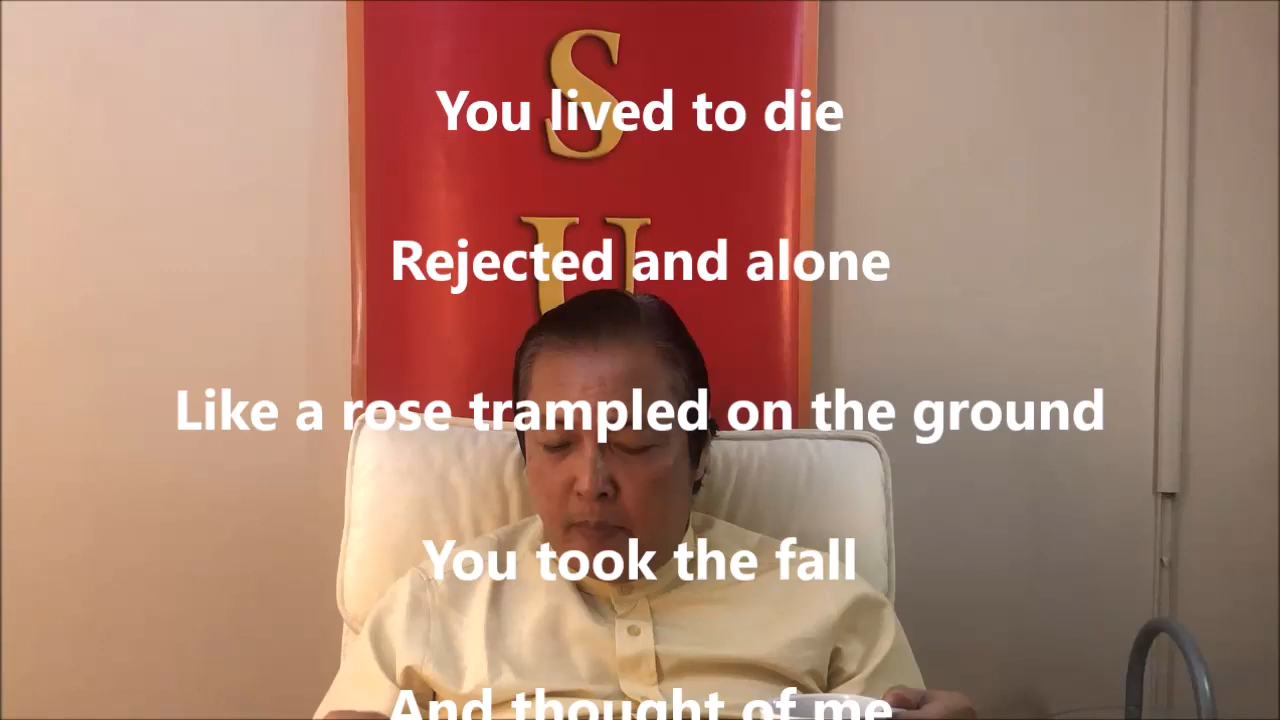 S
U
You lived to die
Rejected and alone
Like a rose trampled on the ground
You took the fall
And thought of me